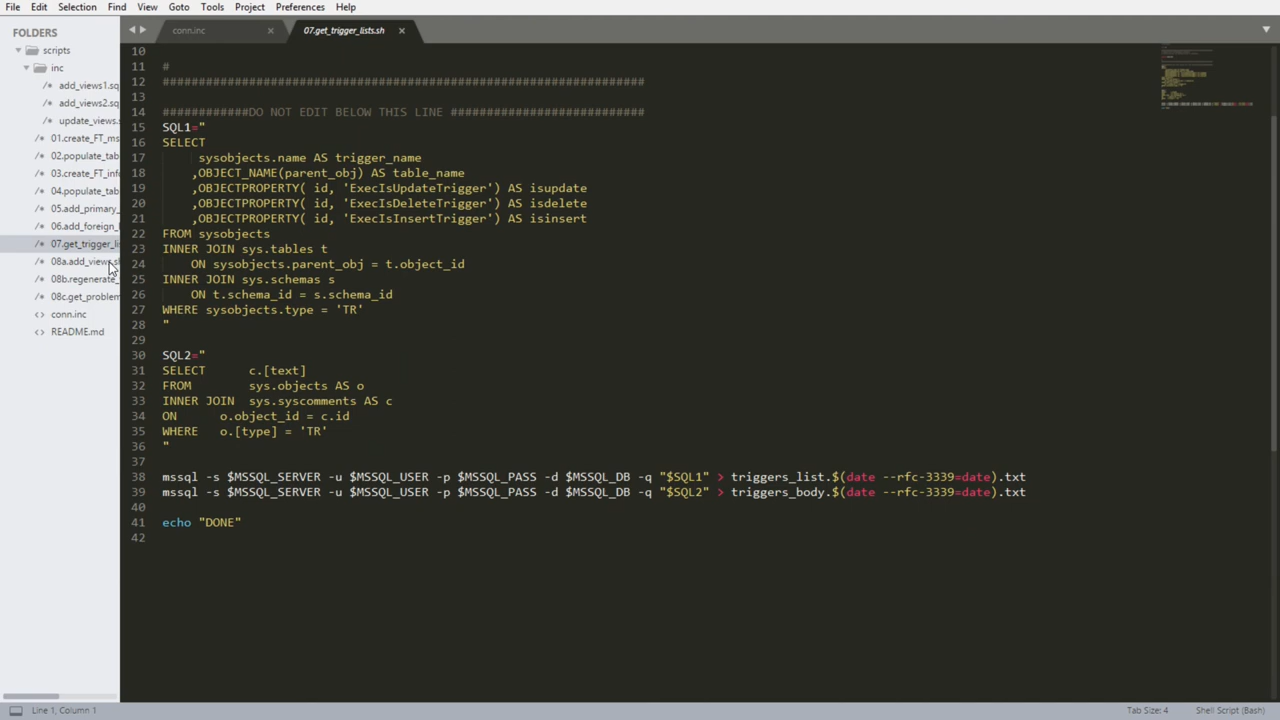 File Edit Selection Find View Goto Tools Project Preferences Help
FOLDERS
scripts
inc
/* add_views1.sq
/* add_views2.sq
/* update_views.s
/* 01.create_FT_ms
/* 02.populate_tab
/* 03.create_FT_inf
/* 04.populate_tab
/* 05.add_primary_
/* 06.add_foreign_
/* 07.get_trigger_li
/* 08a.add_views.s
/* 08b.regenerate_
/* 08c.get_problem
<> conn.inc
<> README.md
conn.inc ×
07.get_trigger_lists.sh ×
10
11 #
12 ###################################################################
13
14 ############DO NOT EDIT BELOW THIS LINE ###########################
15 SQL1="
16 SELECT
17 sysobjects.name AS trigger_name
18 ,OBJECT_NAME(parent_obj) AS table_name
19 ,OBJECTPROPERTY( id, 'ExecIsUpdateTrigger') AS isupdate
20 ,OBJECTPROPERTY( id, 'ExecIsDeleteTrigger') AS isdelete
21 ,OBJECTPROPERTY( id, 'ExecIsInsertTrigger') AS isinsert
22 FROM sysobjects
23 INNER JOIN sys.tables t
24 ON sysobjects.parent_obj = t.object_id
25 INNER JOIN sys.schemas s
26 ON t.schema_id = s.schema_id
27 WHERE sysobjects.type = 'TR'
28 "
29
30 SQL2="
31 SELECT c.[text]
32 FROM sys.objects AS o
33 INNER JOIN sys.syscomments AS c
34 ON o.object_id = c.id
35 WHERE o.[type] = 'TR'
36 "
37
38 mssql -s $MSSQL_SERVER -u $MSSQL_USER -p $MSSQL_PASS -d $MSSQL_DB -q "$SQL1" > triggers_list.$(date --rfc-3339=date).txt
39 mssql -s $MSSQL_SERVER -u $MSSQL_USER -p $MSSQL_PASS -d $MSSQL_DB -q "$SQL2" > triggers_body.$(date --rfc-3339=date).txt
40
41 echo "DONE"
42
Line 1, Column 1
Tab Size: 4
Shell Script (Bash)